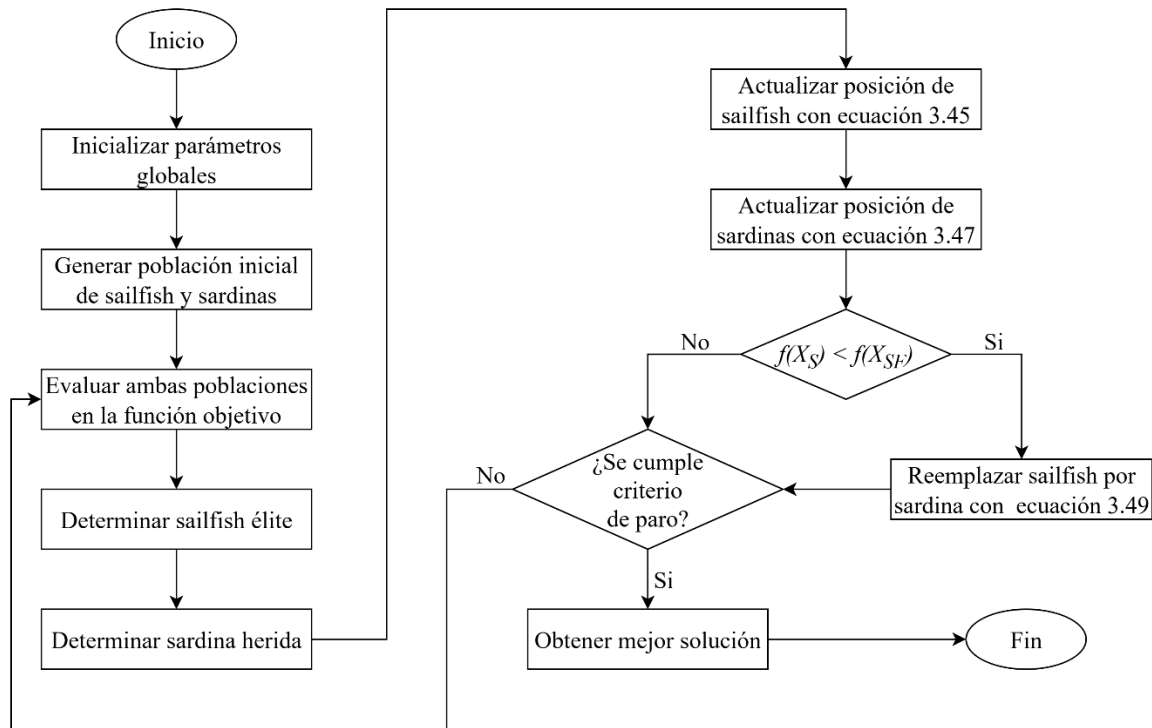 Inicio
Inicializar parámetros
globales
Generar población inicial
de sailfish y sardinas
Evaluar ambas poblaciones
en la función objetivo
Determinar sailfish élite
Determinar sardina herida
Actualizar posición de
sailfish con ecuación 3.45
Actualizar posición de
sardinas con ecuación 3.47
No
f(X_S) < f(X_SF)
Si
Reemplazar sailfish por
sardina con ecuación 3.49
No
¿Se cumple
criterio
de paro?
Si
Obtener mejor solución
Fin